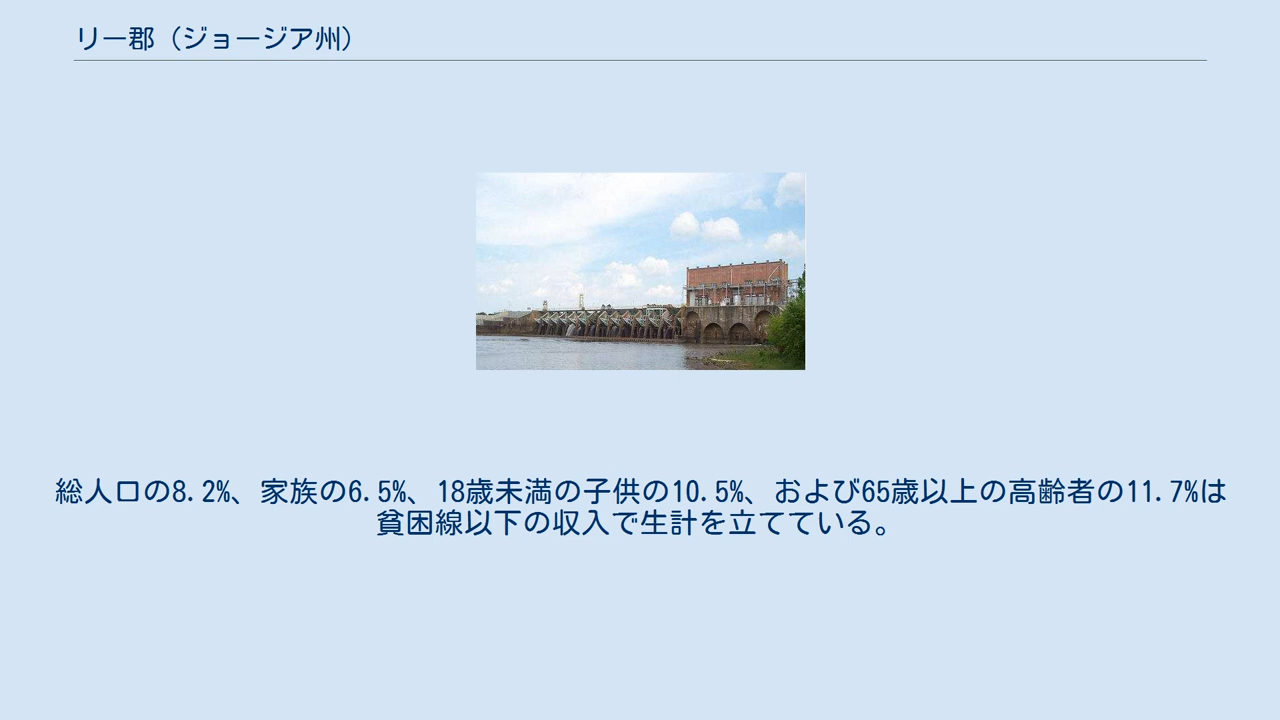 リー郡（ジョージア州）
総人口の8.2%、家族の6.5%、18歳未満の子供の10.5%、および65歳以上の高齢者の11.7%は
貧困線以下の収入で生計を立てている。